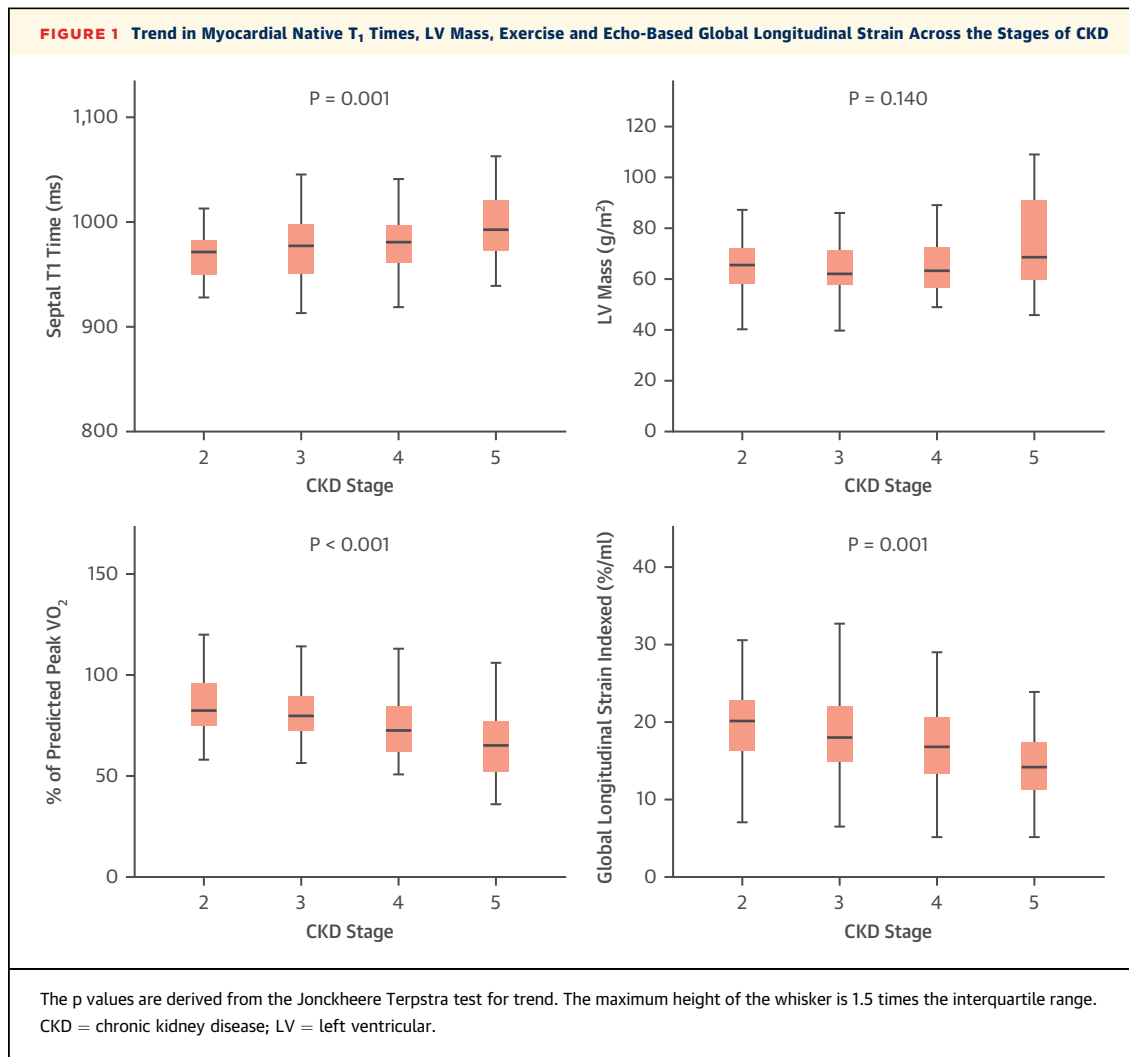 FIGURE 1 Trend in Myocardial Native T₁ Times, LV Mass, Exercise and Echo-Based Global Longitudinal Strain Across the Stages of CKD
P = 0.001
Septal T1 Time (ms)
1,100
1000
900
800
2 3 4 5
CKD Stage
P = 0.140
LV Mass (g/m²)
120
100
80
60
40
20
0
2 3 4 5
CKD Stage
P < 0.001
% of Predicted Peak VO₂
150
100
50
0
2 3 4 5
CKD Stage
P = 0.001
Global Longitudinal Strain Indexed (%/ml)
40
30
20
10
0
2 3 4 5
CKD Stage
The p values are derived from the Jonckheere Terpstra test for trend. The maximum height of the whisker is 1.5 times the interquartile range.
CKD = chronic kidney disease; LV = left ventricular.